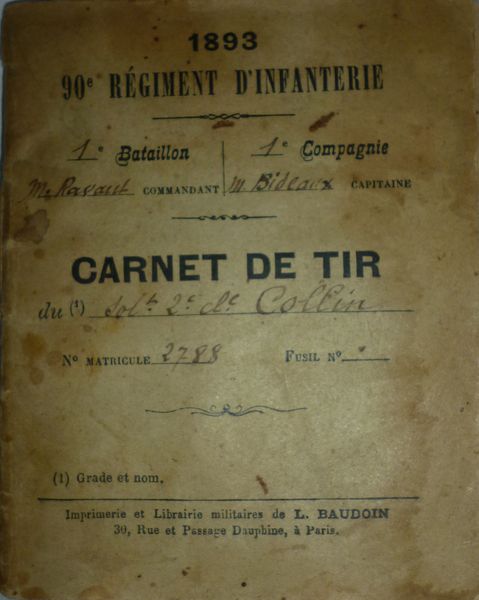 1893
90e RÉGIMENT D'INFANTERIE
1e Bataillon 1e Compagnie
M. Ravaut COMMANDANT M. Bideaux CAPITAINE
CARNET DE TIR
du (1) Solt 2e cle Collin
No MATRICULE 2788 FUSIL No
(1) Grade et nom.
Imprimerie et Librairie militaires de L. BAUDOIN
30, Rue et Passage Dauphine, à Paris.